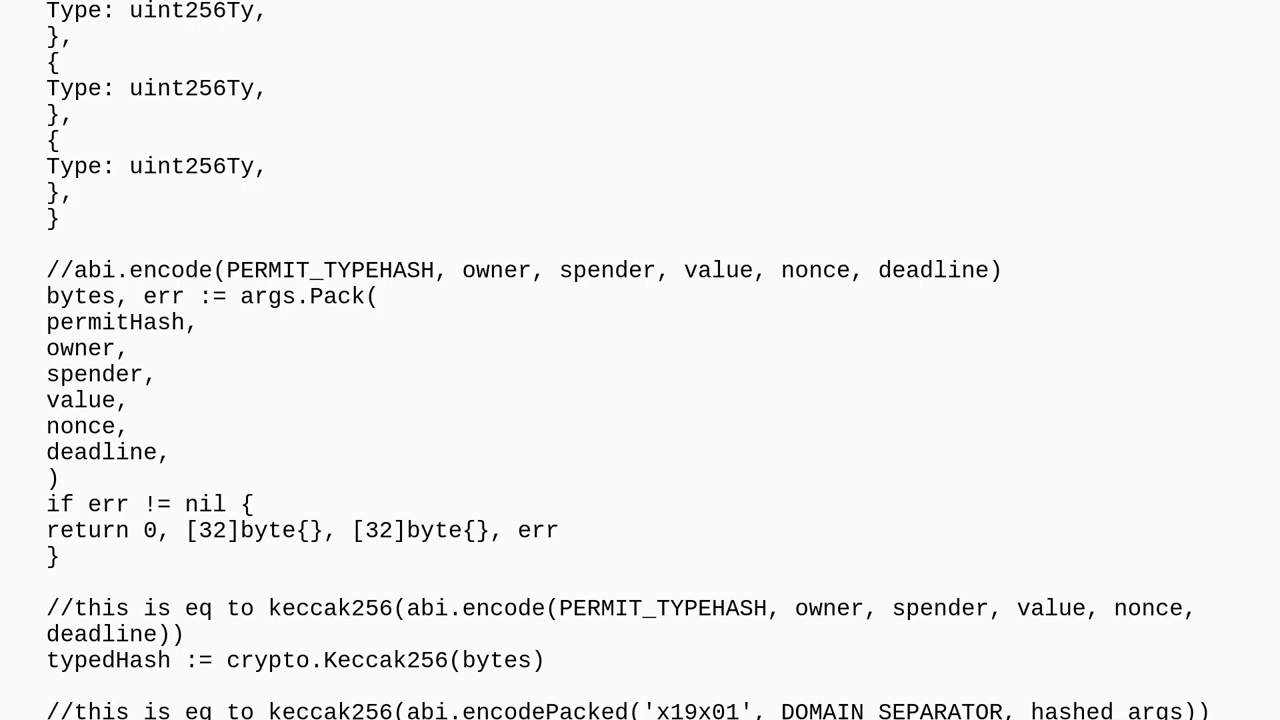 Type: uint256Ty,
},
{
Type: uint256Ty,
},
{
Type: uint256Ty,
},
}
//abi.encode(PERMIT_TYPEHASH, owner, spender, value, nonce, deadline)
bytes, err := args.Pack(
permitHash,
owner,
spender,
value,
nonce,
deadline,
)
if err != nil {
return 0, [32]byte{}, [32]byte{}, err
}
//this is eq to keccak256(abi.encode(PERMIT_TYPEHASH, owner, spender, value, nonce,
deadline))
typedHash := crypto.Keccak256(bytes)
//this is eq to keccak256(abi.encodePacked('x19x01', DOMAIN_SEPARATOR, hashed_args))